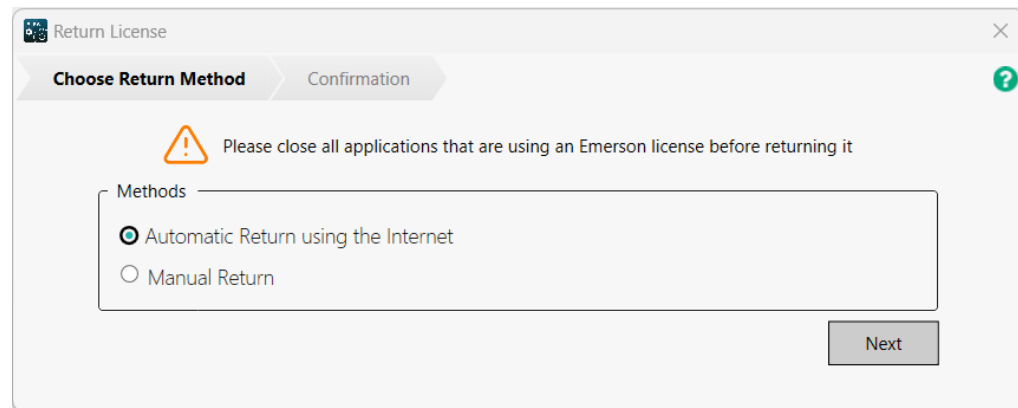 Return License
Choose Return Method
Confirmation
?
Please close all applications that are using an Emerson license before returning it
Methods
Automatic Return using the Internet
Manual Return
Next